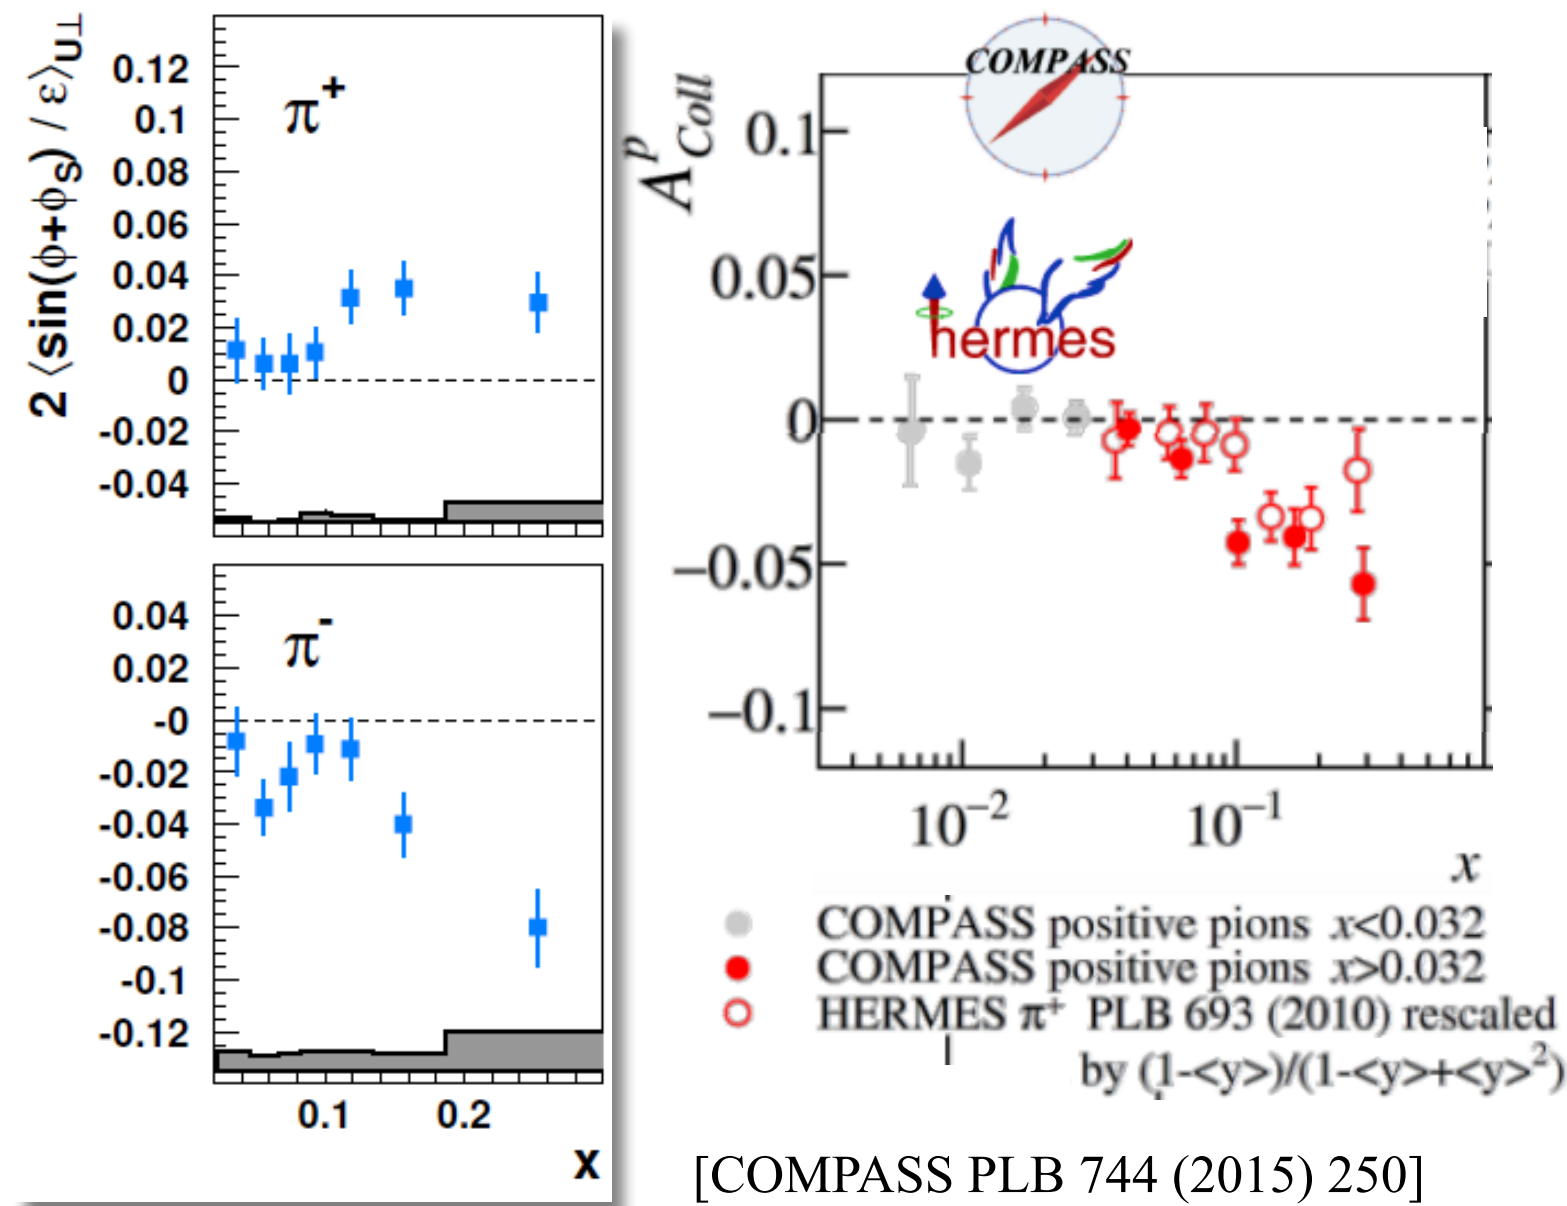 2 ⟨sin(ϕ+ϕS) / ε⟩U⊥
π+
0.12
0.1
0.08
0.06
0.04
0.02
0
-0.02
-0.04
π-
0.04
0.02
-0
-0.02
-0.04
-0.06
-0.08
-0.1
-0.12
0.1 0.2
x
COMPASS
A^p_Coll
hermes
0.1
0.05
0
−0.05
−0.1
10−2 10−1
x
COMPASS positive pions x<0.032
COMPASS positive pions x>0.032
HERMES π+ PLB 693 (2010) rescaled
by (1-<y>)/(1-<y>+<y>2)
[COMPASS PLB 744 (2015) 250]